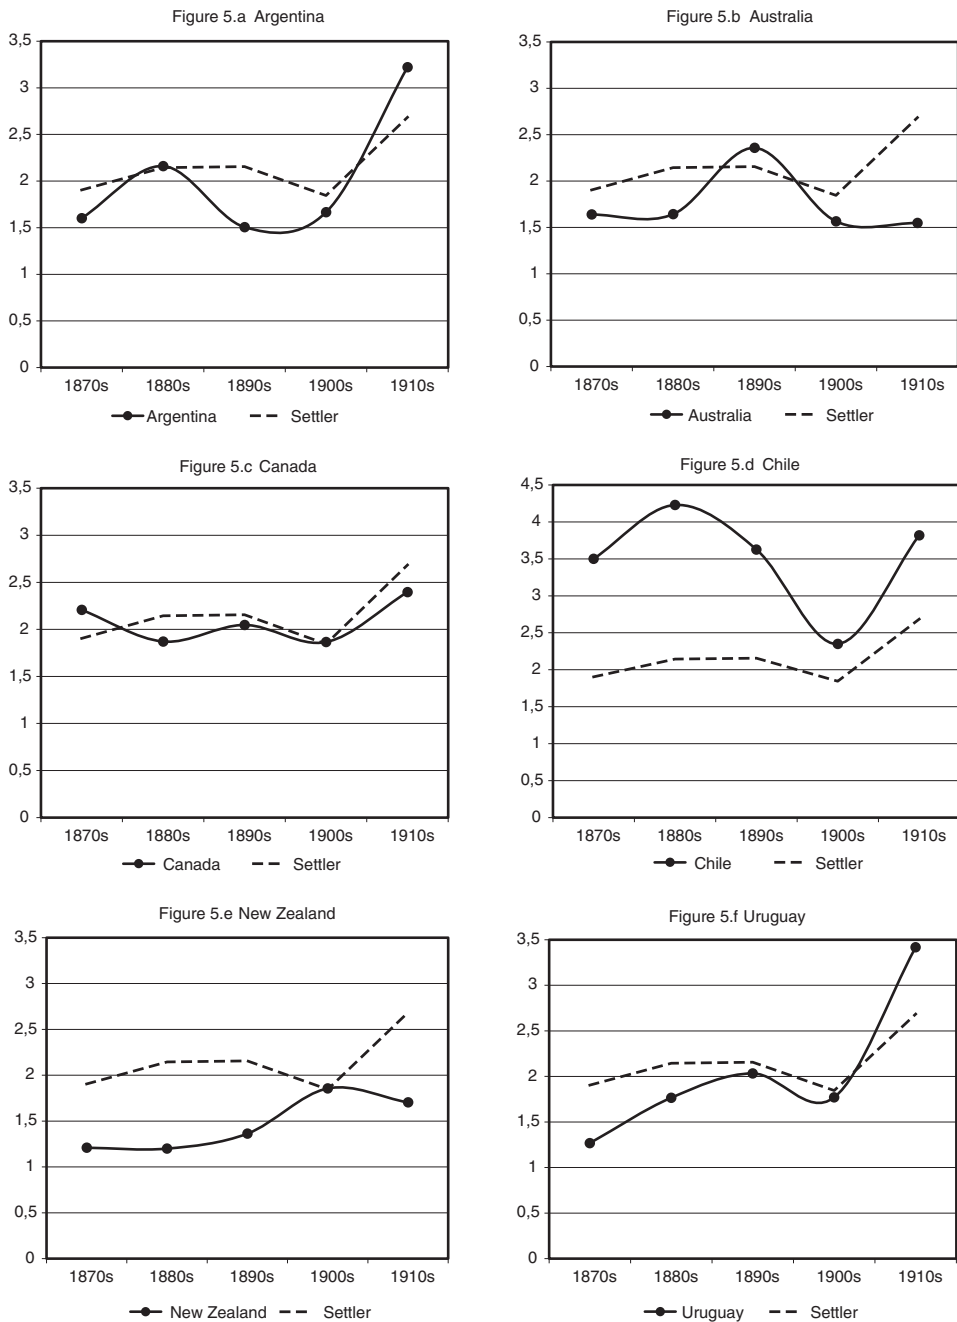 Figure 5.a Argentina
3,5
3
2,5
2
1,5
1
0,5
0
1870s 1880s 1890s 1900s 1910s
Argentina Settler
Figure 5.b Australia
3,5
3
2,5
2
1,5
1
0,5
0
1870s 1880s 1890s 1900s 1910s
Australia Settler
Figure 5.c Canada
3,5
3
2,5
2
1,5
1
0,5
0
1870s 1880s 1890s 1900s 1910s
Canada Settler
Figure 5.d Chile
4,5
4
3,5
3
2,5
2
1,5
1
0,5
0
1870s 1880s 1890s 1900s 1910s
Chile Settler
Figure 5.e New Zealand
3,5
3
2,5
2
1,5
1
0,5
0
1870s 1880s 1890s 1900s 1910s
New Zealand Settler
Figure 5.f Uruguay
3,5
3
2,5
2
1,5
1
0,5
0
1870s 1880s 1890s 1900s 1910s
Uruguay Settler